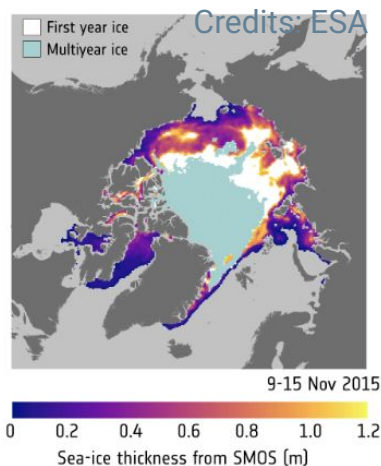 Credits: ESA
First year ice
Multiyear ice
9-15 Nov 2015
0 0.2 0.4 0.6 0.8 1.0 1.2
Sea-ice thickness from SMOS (m)